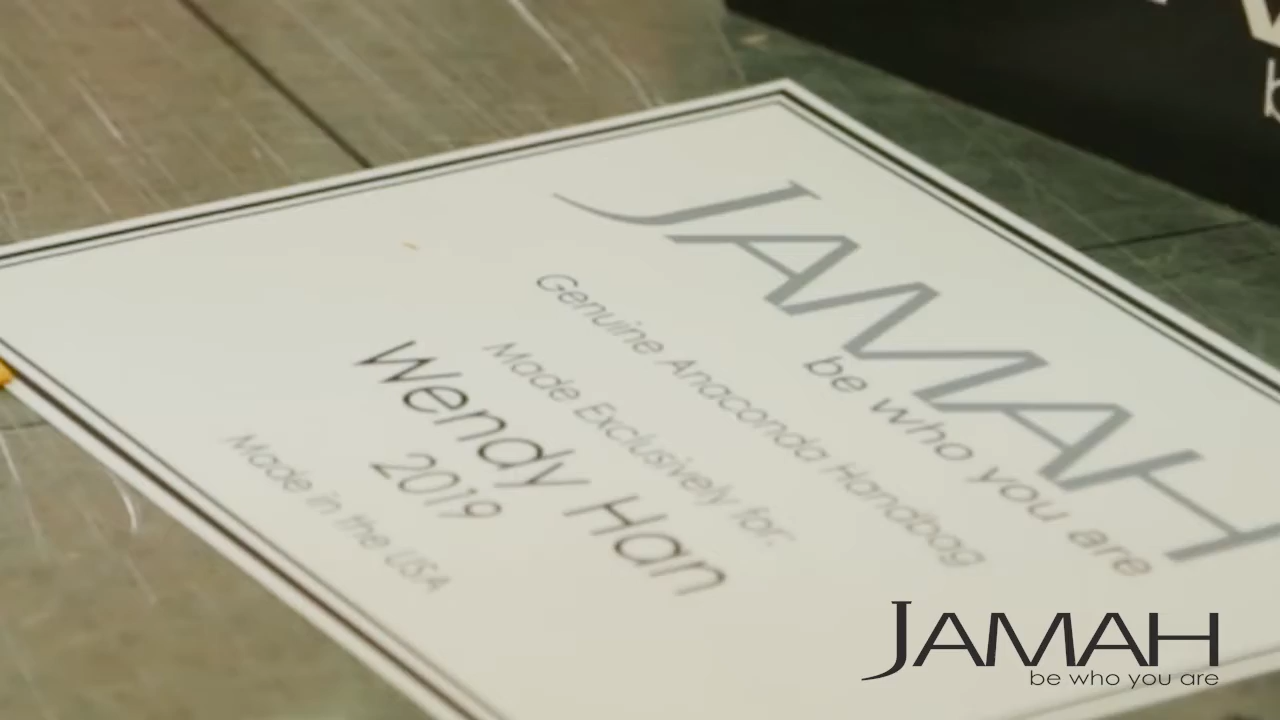 JAMAH
be who you are
Genuine Anaconda Handbag
Made Exclusively for:
Wendy Han
2019
Made in the USA
JAMAH
be who you are